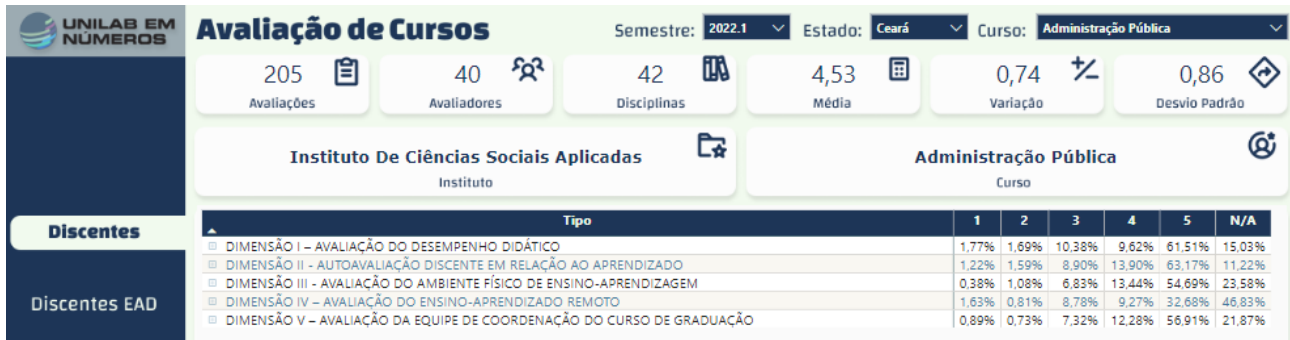 UNILAB EM
NÚMEROS
Avaliação de Cursos
Semestre: 2022.1 Estado: Ceará Curso: Administração Pública
205 40 42 4,53 0,74 0,86
Avaliações Avaliadores Disciplinas Média Variação Desvio Padrão
Instituto De Ciências Sociais Aplicadas Administração Pública
Instituto Curso
Discentes
Discentes EAD
Tipo 1 2 3 4 5 N/A
DIMENSÃO I – AVALIAÇÃO DO DESEMPENHO DIDÁTICO 1,77% 1,69% 10,38% 9,62% 61,51% 15,03%
DIMENSÃO II - AUTOAVALIAÇÃO DISCENTE EM RELAÇÃO AO APRENDIZADO 1,22% 1,59% 8,90% 13,90% 63,17% 11,22%
DIMENSÃO III - AVALIAÇÃO DO AMBIENTE FÍSICO DE ENSINO-APRENDIZAGEM 0,38% 1,08% 6,83% 13,44% 54,69% 23,58%
DIMENSÃO IV – AVALIAÇÃO DO ENSINO-APRENDIZADO REMOTO 1,63% 0,81% 8,78% 9,27% 32,68% 46,83%
DIMENSÃO V – AVALIAÇÃO DA EQUIPE DE COORDENAÇÃO DO CURSO DE GRADUAÇÃO 0,89% 0,73% 7,32% 12,28% 56,91% 21,87%